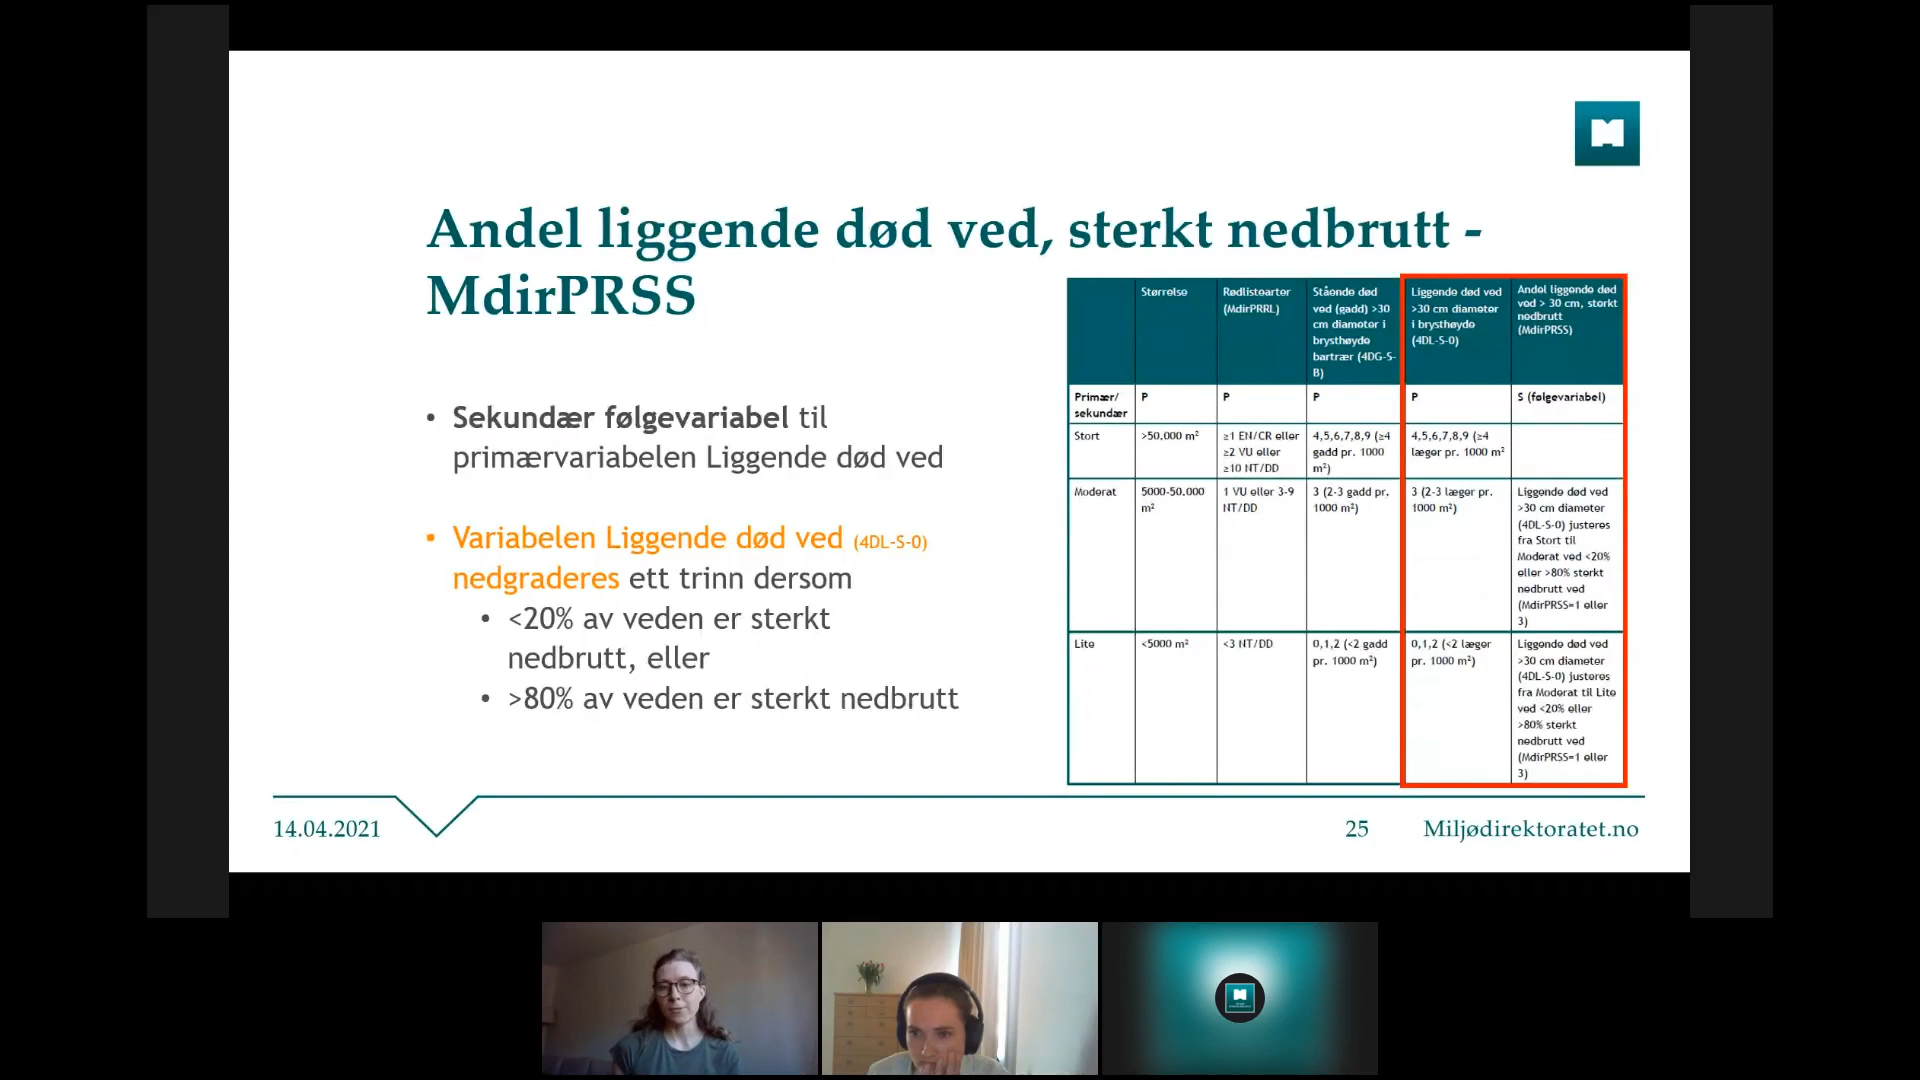 Andel liggende død ved, sterkt nedbrutt -
MdirPRSS
• Sekundær følgevariabel til
primærvariabelen Liggende død ved
• Variabelen Liggende død ved (4DL-S-0)
nedgraderes ett trinn dersom
• <20% av veden er sterkt
nedbrutt, eller
• >80% av veden er sterkt nedbrutt
Størrelse
Rødlistearter
(MdirPRRL)
Stående død
ved (gadd) >30
cm diameter i
brysthøyde
bartrær (4DG-S-
B)
Liggende død ved
>30 cm diameter
i brysthøyde
(4DL-S-0)
Andel liggende død
ved > 30 cm, sterkt
nedbrutt
(MdirPRSS)
Primær/
sekundær
P
P
P
P
S (følgevariabel)
Stort
>50.000 m²
≥1 EN/CR eller
≥2 VU eller
≥10 NT/DD
4,5,6,7,8,9 (≥4
gadd pr. 1000
m²)
4,5,6,7,8,9 (≥4
læger pr. 1000 m²
Moderat
5000-50.000
m²
1 VU eller 3-9
NT/DD
3 (2-3 gadd pr.
1000 m²)
3 (2-3 læger pr.
1000 m²)
Liggende død ved
>30 cm diameter
(4DL-S-0) justeres
fra Stort til
Moderat ved <20%
eller >80% sterkt
nedbrutt ved
(MdirPRSS=1 eller
3)
Lite
<5000 m²
<3 NT/DD
0,1,2 (<2 gadd
pr. 1000 m²)
0,1,2 (<2 læger
pr. 1000 m²)
Liggende død ved
>30 cm diameter
(4DL-S-0) justeres
fra Moderat til Lite
ved <20% eller
>80% sterkt
nedbrutt ved
(MdirPRSS=1 eller
3)
14.04.2021
25
Miljødirektoratet.no